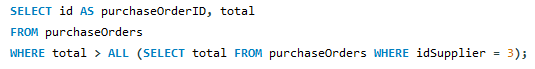 SELECT id AS purchaseOrderID, total
FROM purchaseOrders
WHERE total > ALL (SELECT total FROM purchaseOrders WHERE idSupplier = 3);